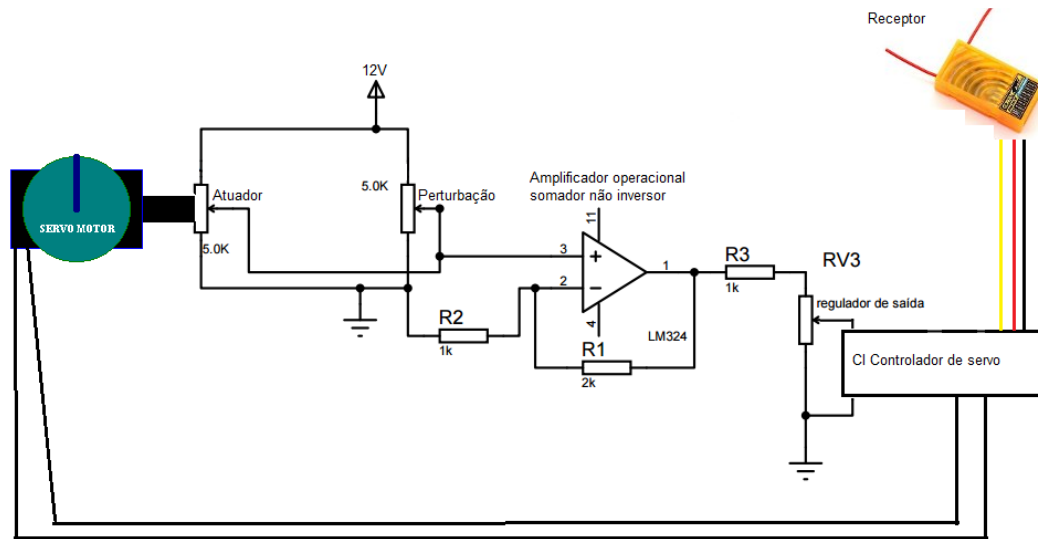 Receptor
12V
5.0K
Atuador
Perturbação
5.0K
SERVO MOTOR
Amplificador operacional
somador não inversor
11
3
2
1
4
LM324
R2
1k
R1
2k
R3
1k
RV3
regulador de saída
CI Controlador de servo